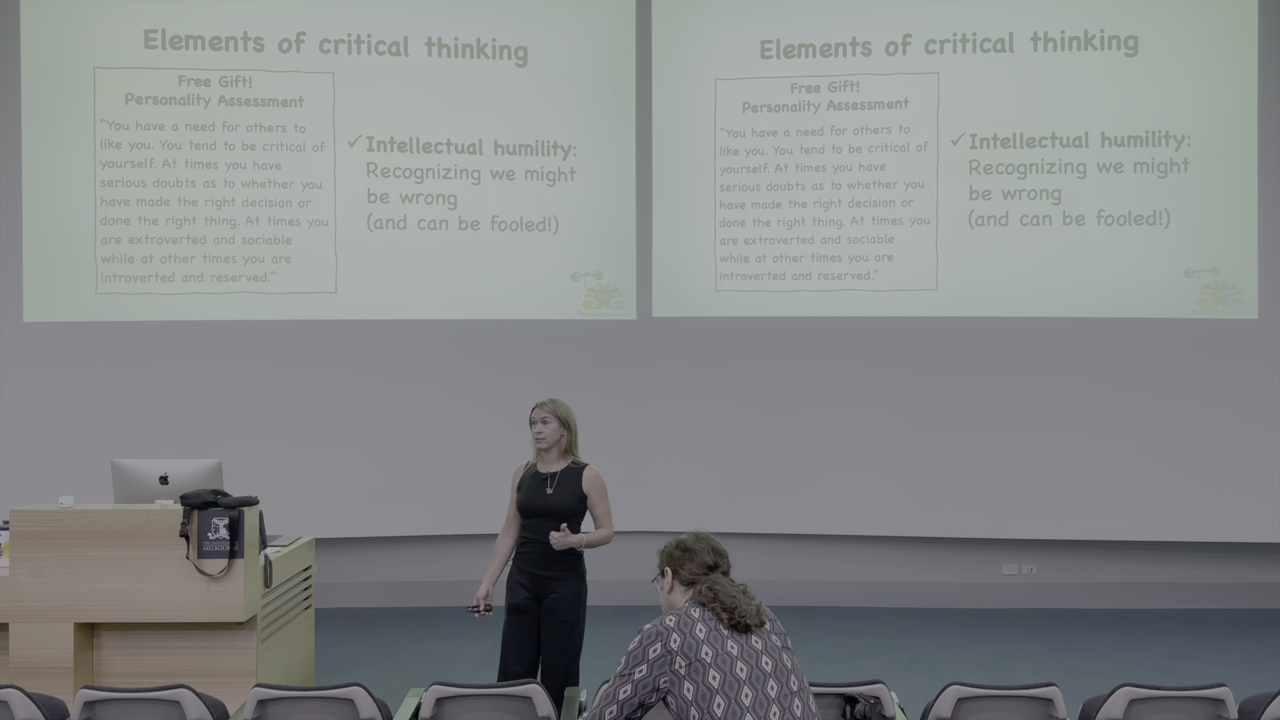 Elements of critical thinking
Free Gift!
Personality Assessment
"You have a need for others to
like you. You tend to be critical of
yourself. At times you have
serious doubts as to whether you
have made the right decision or
done the right thing. At times you
are extroverted and sociable
while at other times you are
introverted and reserved."
✓ Intellectual humility:
Recognizing we might
be wrong
(and can be fooled!)
Elements of critical thinking
Free Gift!
Personality Assessment
"You have a need for others to
like you. You tend to be critical of
yourself. At times you have
serious doubts as to whether you
have made the right decision or
done the right thing. At times you
are extroverted and sociable
while at other times you are
introverted and reserved."
✓ Intellectual humility:
Recognizing we might
be wrong
(and can be fooled!)
MELBOURNE